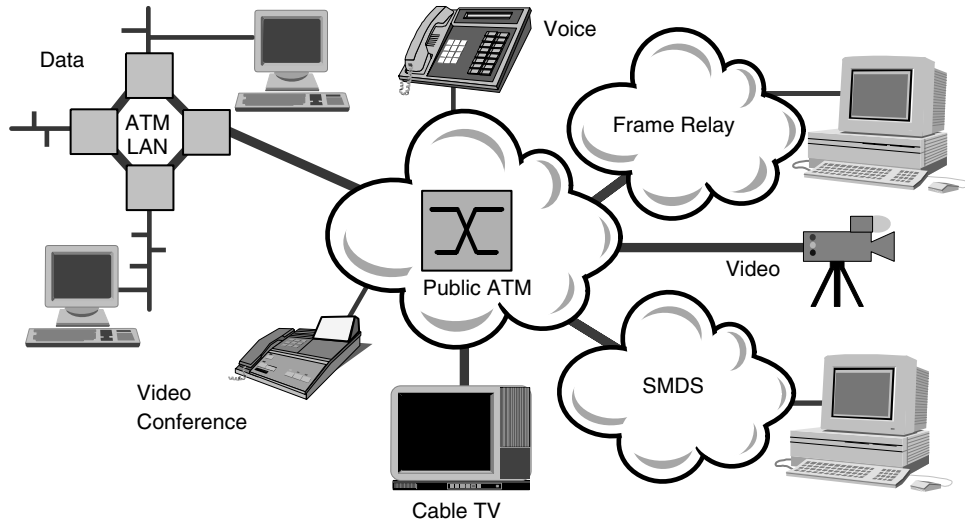 Data
Voice
ATM
LAN
Frame Relay
Public ATM
Video
SMDS
Video
Conference
Cable TV